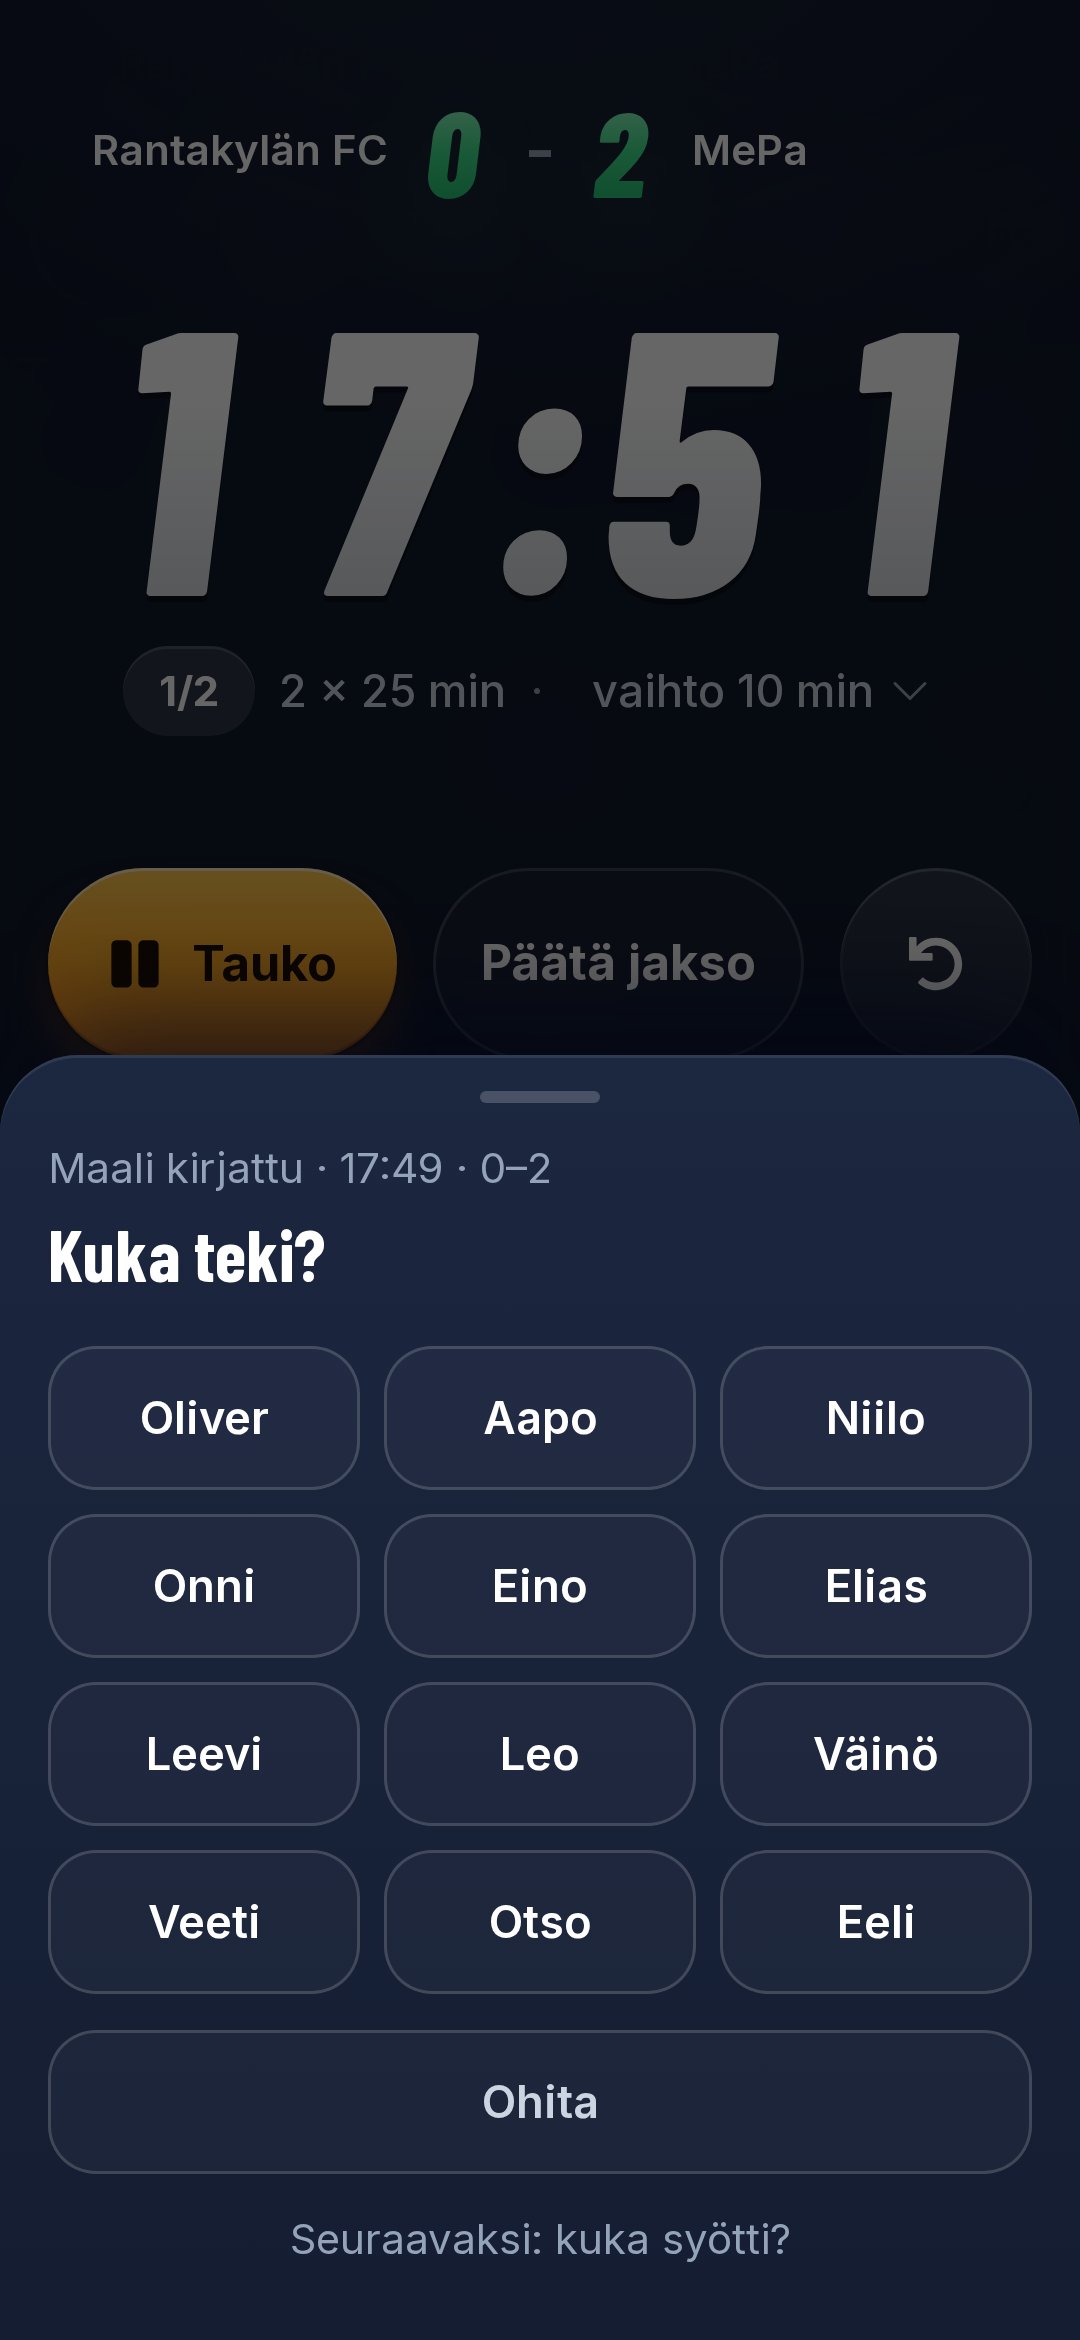 Rantakylän FC 0 - 2 MePa
17:51
1/2 2 × 25 min · vaihto 10 min
Tauko Päätä jakso
Maali kirjattu · 17:49 · 0–2
Kuka teki?
Oliver Aapo Niilo
Onni Eino Elias
Leevi Leo Väinö
Veeti Otso Eeli
Ohita
Seuraavaksi: kuka syötti?